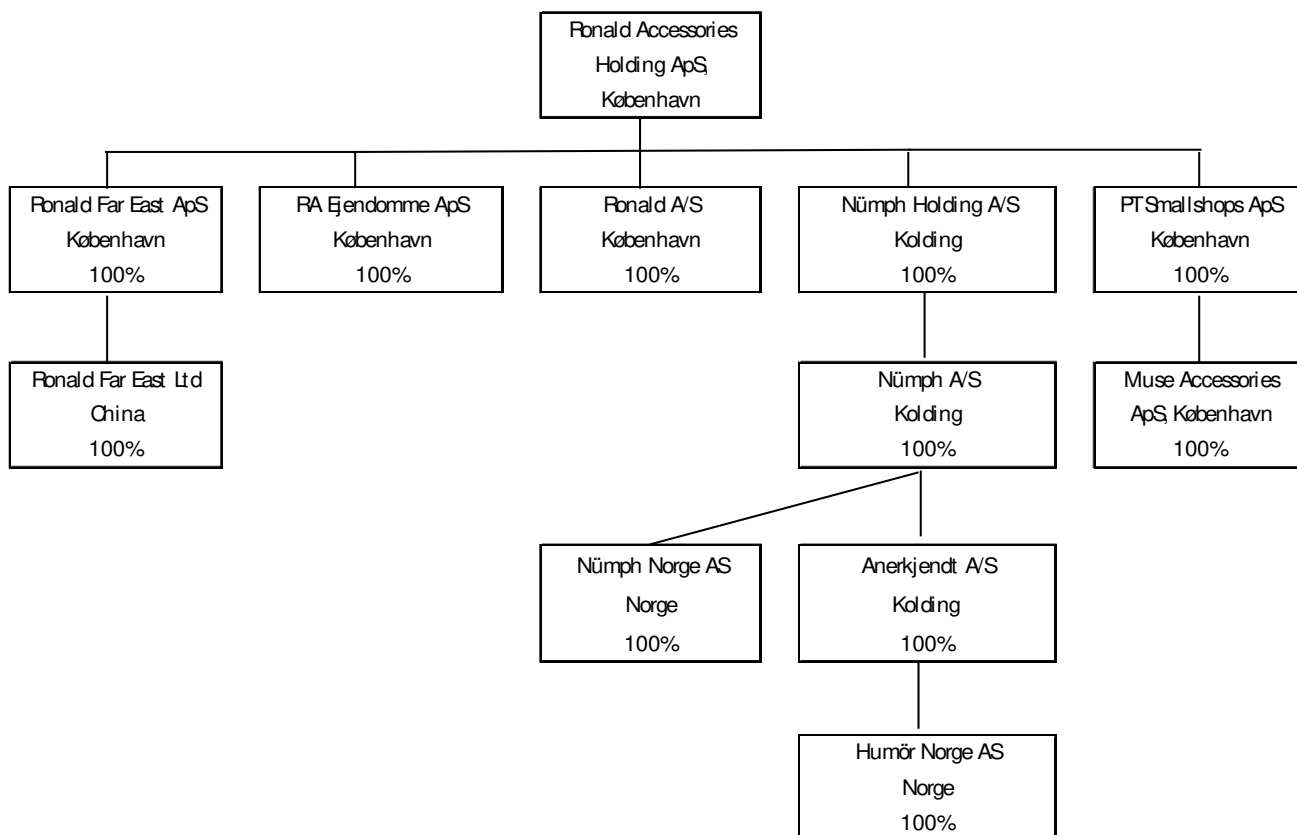 Ronald Accessories
Holding ApS,
København
Ronald Far East ApS
København
100%
RA Ejendomme ApS
København
100%
Ronald A/S
København
100%
Nümph Holding A/S
Kolding
100%
PT Smallshops ApS
København
100%
Ronald Far East Ltd
China
100%
Nümph A/S
Kolding
100%
Muse Accessories
ApS, København
100%
Nümph Norge AS
Norge
100%
Anerkjendt A/S
Kolding
100%
Humör Norge AS
Norge
100%